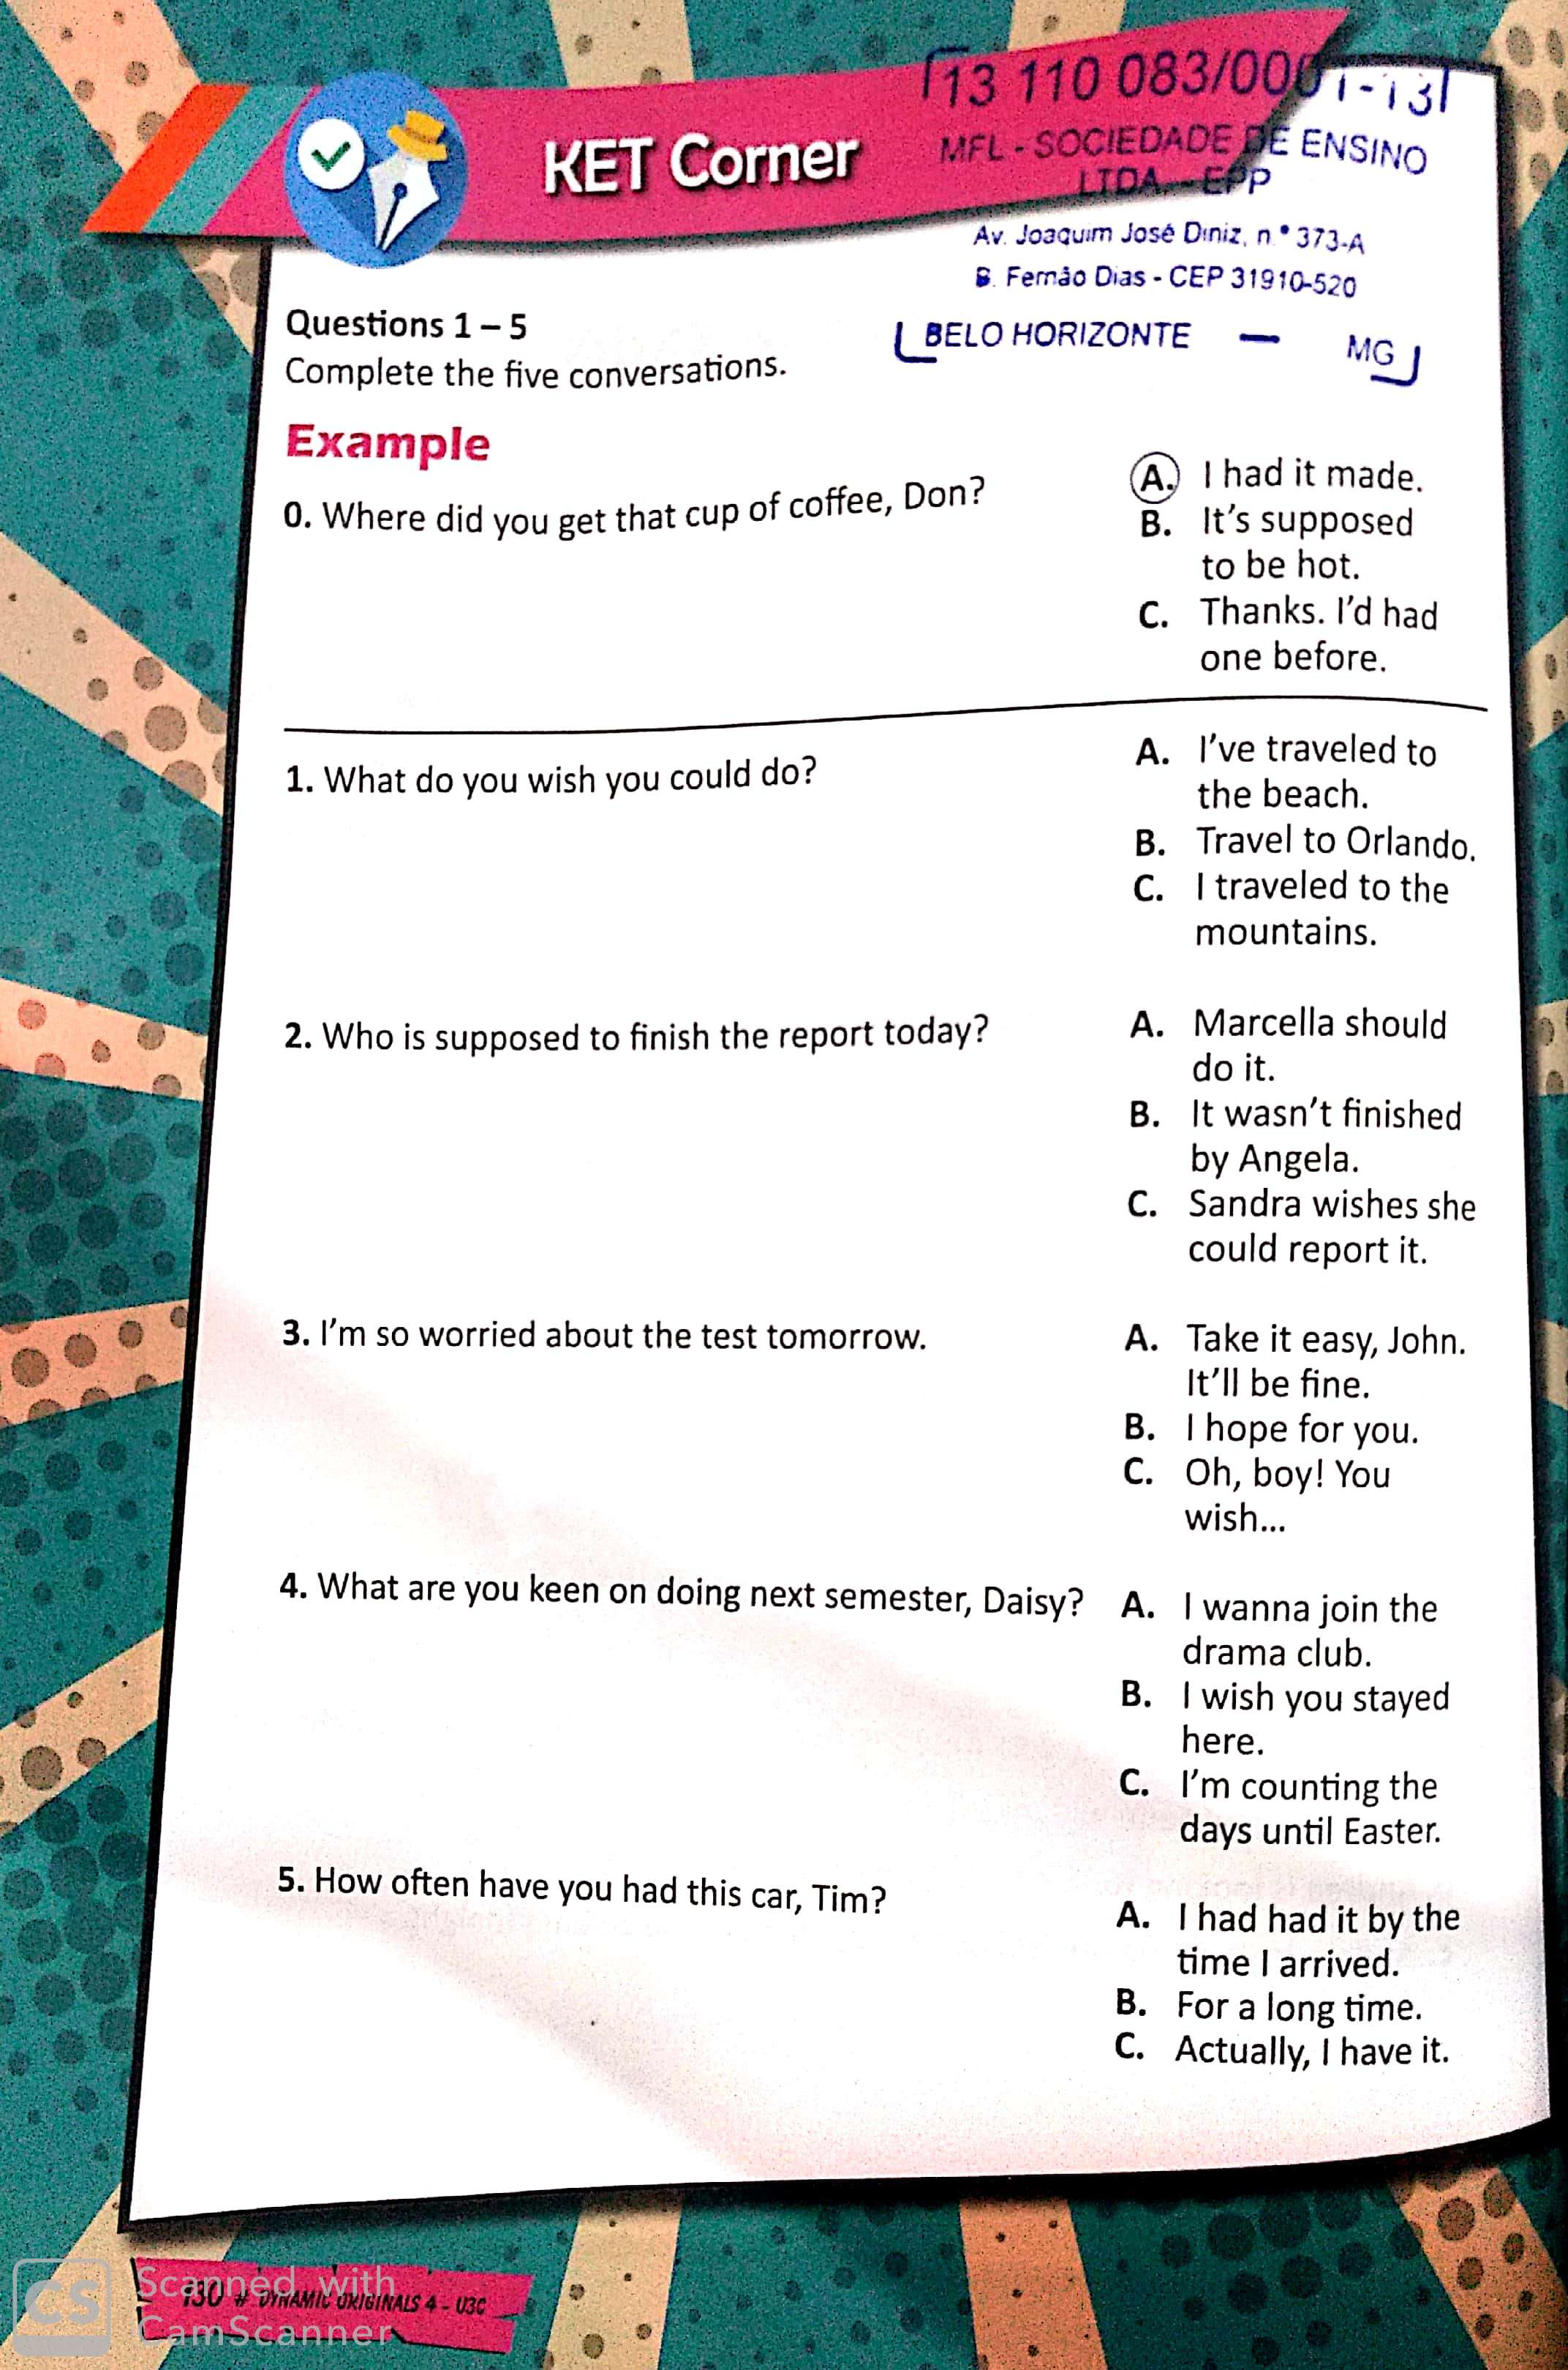 KET Corner
13 110 083/0001-13
MFL - SOCIEDADE DE ENSINO
LTDA - EPP
Av. Joaquim José Diniz, n.º 373-A
B. Fernão Dias - CEP 31910-520
BELO HORIZONTE — MG
Questions 1 – 5
Complete the five conversations.
Example
0. Where did you get that cup of coffee, Don?
A. I had it made.
B. It's supposed
to be hot.
C. Thanks. I'd had
one before.
1. What do you wish you could do?
A. I've traveled to
the beach.
B. Travel to Orlando.
C. I traveled to the
mountains.
2. Who is supposed to finish the report today?
A. Marcella should
do it.
B. It wasn't finished
by Angela.
C. Sandra wishes she
could report it.
3. I'm so worried about the test tomorrow.
A. Take it easy, John.
It'll be fine.
B. I hope for you.
C. Oh, boy! You
wish...
4. What are you keen on doing next semester, Daisy?
A. I wanna join the
drama club.
B. I wish you stayed
here.
C. I'm counting the
days until Easter.
5. How often have you had this car, Tim?
A. I had had it by the
time I arrived.
B. For a long time.
C. Actually, I have it.
130 # DYNAMIC ORIGINALS 4 - U3C
CS
Scanned with
CamScanner